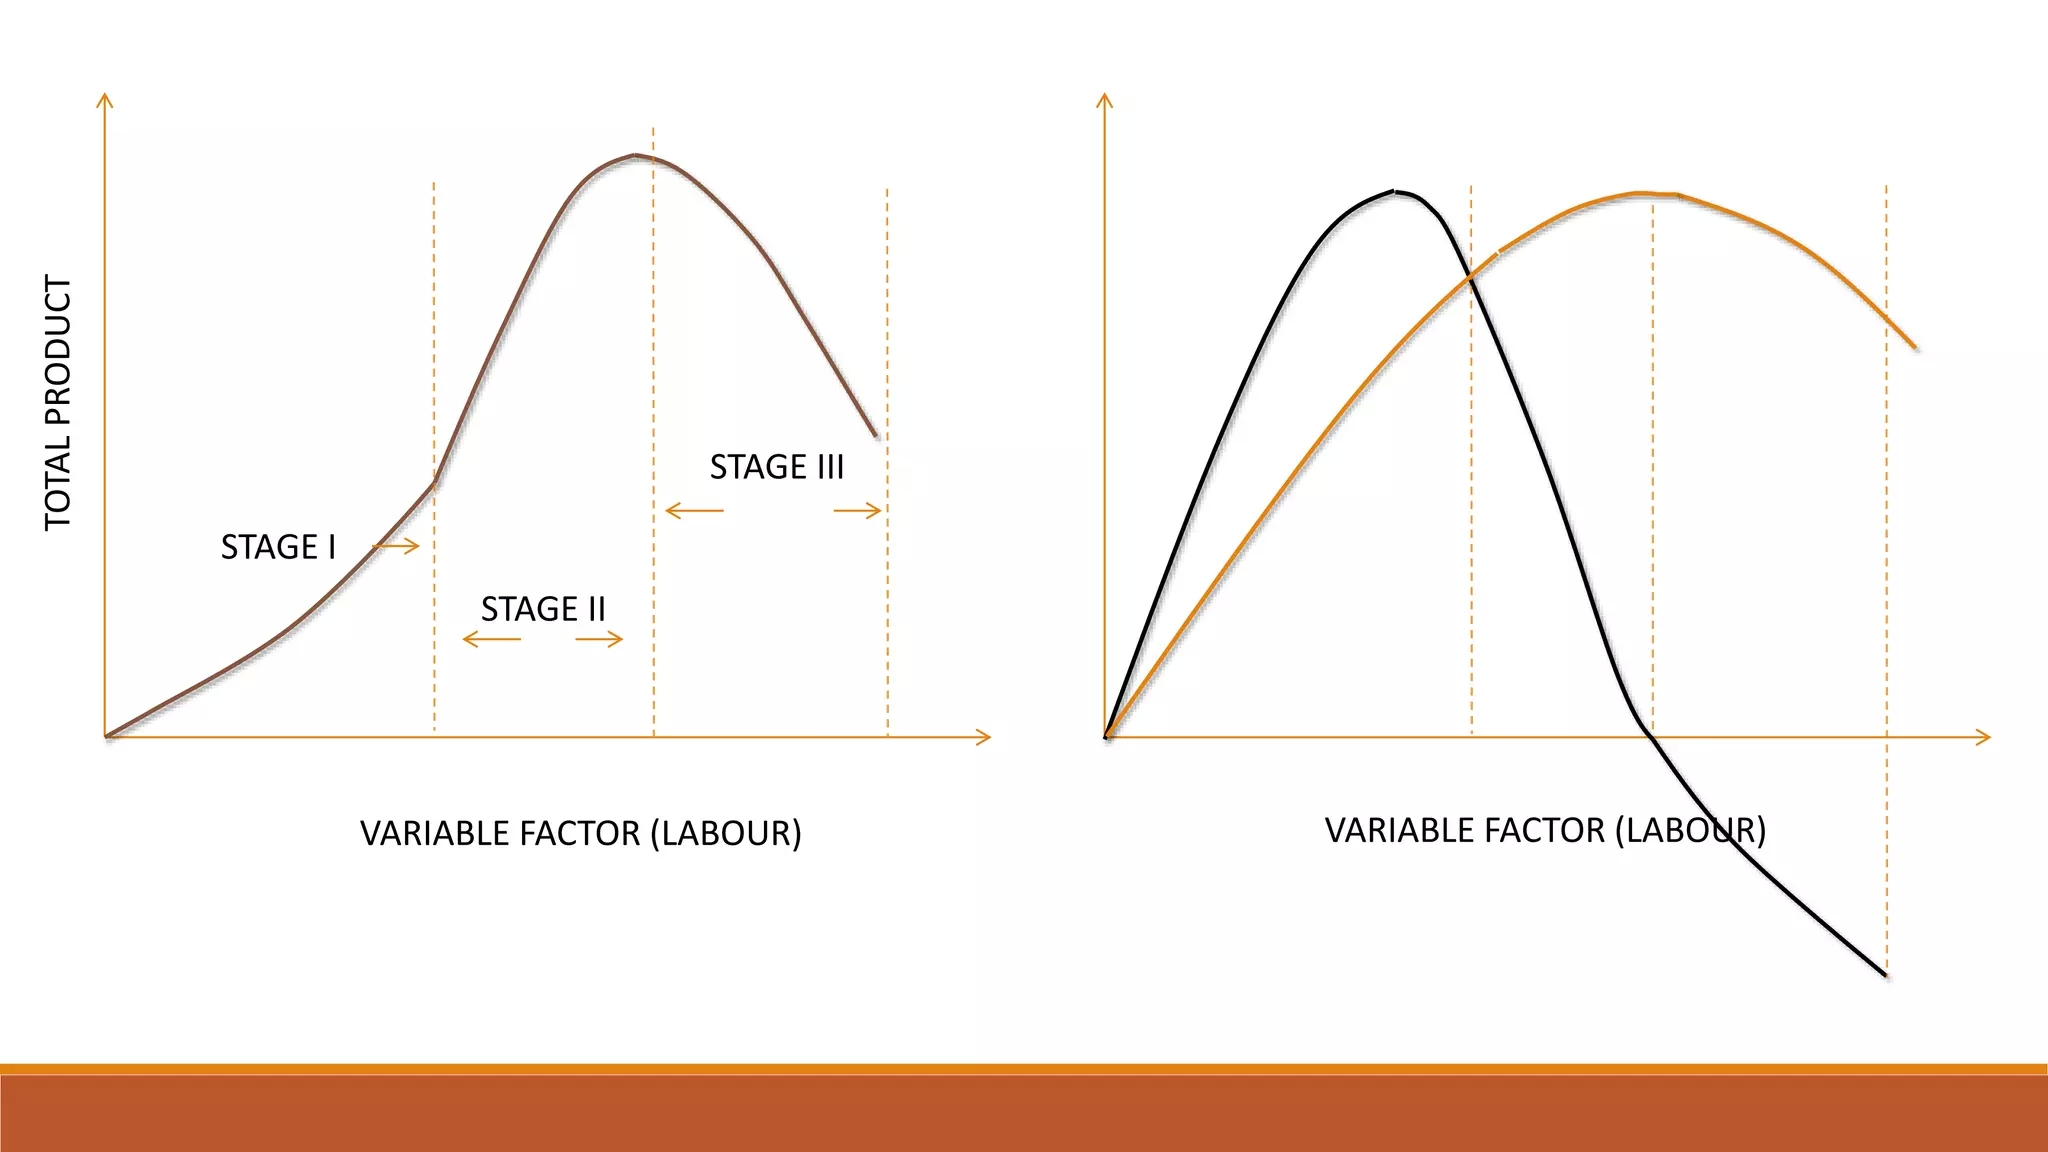 TOTAL PRODUCT
STAGE III
STAGE I
STAGE II
VARIABLE FACTOR (LABOUR)
VARIABLE FACTOR (LABOUR)